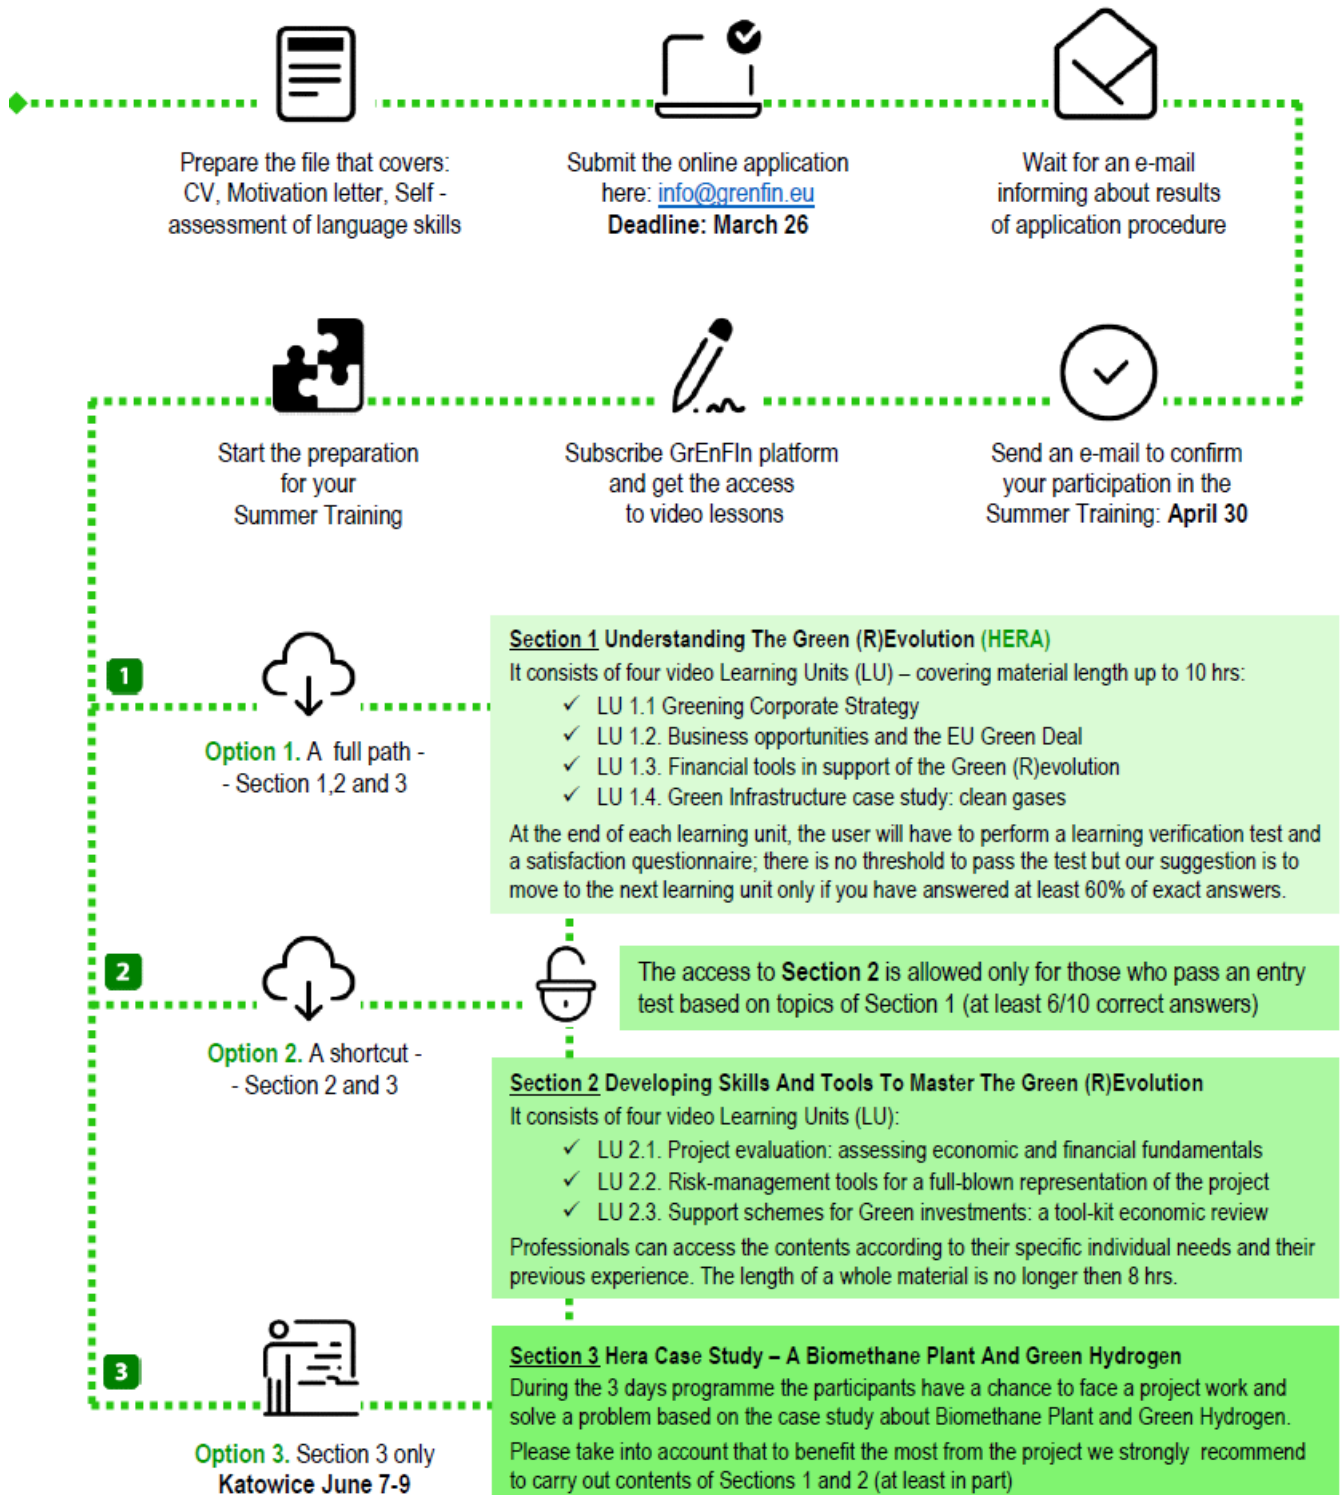 Prepare the file that covers:
CV, Motivation letter, Self -
assessment of language skills
Submit the online application
here: info@grenfin.eu
Deadline: March 26
Wait for an e-mail
informing about results
of application procedure
Start the preparation
for your
Summer Training
Subscribe GrEnFIn platform
and get the access
to video lessons
Send an e-mail to confirm
your participation in the
Summer Training: April 30
1
Option 1. A full path -
- Section 1,2 and 3
Section 1 Understanding The Green (R)Evolution (HERA)
It consists of four video Learning Units (LU) – covering material length up to 10 hrs:
✓ LU 1.1 Greening Corporate Strategy
✓ LU 1.2. Business opportunities and the EU Green Deal
✓ LU 1.3. Financial tools in support of the Green (R)evolution
✓ LU 1.4. Green Infrastructure case study: clean gases
At the end of each learning unit, the user will have to perform a learning verification test and
a satisfaction questionnaire; there is no threshold to pass the test but our suggestion is to
move to the next learning unit only if you have answered at least 60% of exact answers.
2
Option 2. A shortcut -
- Section 2 and 3
The access to Section 2 is allowed only for those who pass an entry
test based on topics of Section 1 (at least 6/10 correct answers)
Section 2 Developing Skills And Tools To Master The Green (R)Evolution
It consists of four video Learning Units (LU):
✓ LU 2.1. Project evaluation: assessing economic and financial fundamentals
✓ LU 2.2. Risk-management tools for a full-blown representation of the project
✓ LU 2.3. Support schemes for Green investments: a tool-kit economic review
Professionals can access the contents according to their specific individual needs and their
previous experience. The length of a whole material is no longer then 8 hrs.
3
Option 3. Section 3 only
Katowice June 7-9
Section 3 Hera Case Study – A Biomethane Plant And Green Hydrogen
During the 3 days programme the participants have a chance to face a project work and
solve a problem based on the case study about Biomethane Plant and Green Hydrogen.
Please take into account that to benefit the most from the project we strongly recommend
to carry out contents of Sections 1 and 2 (at least in part)